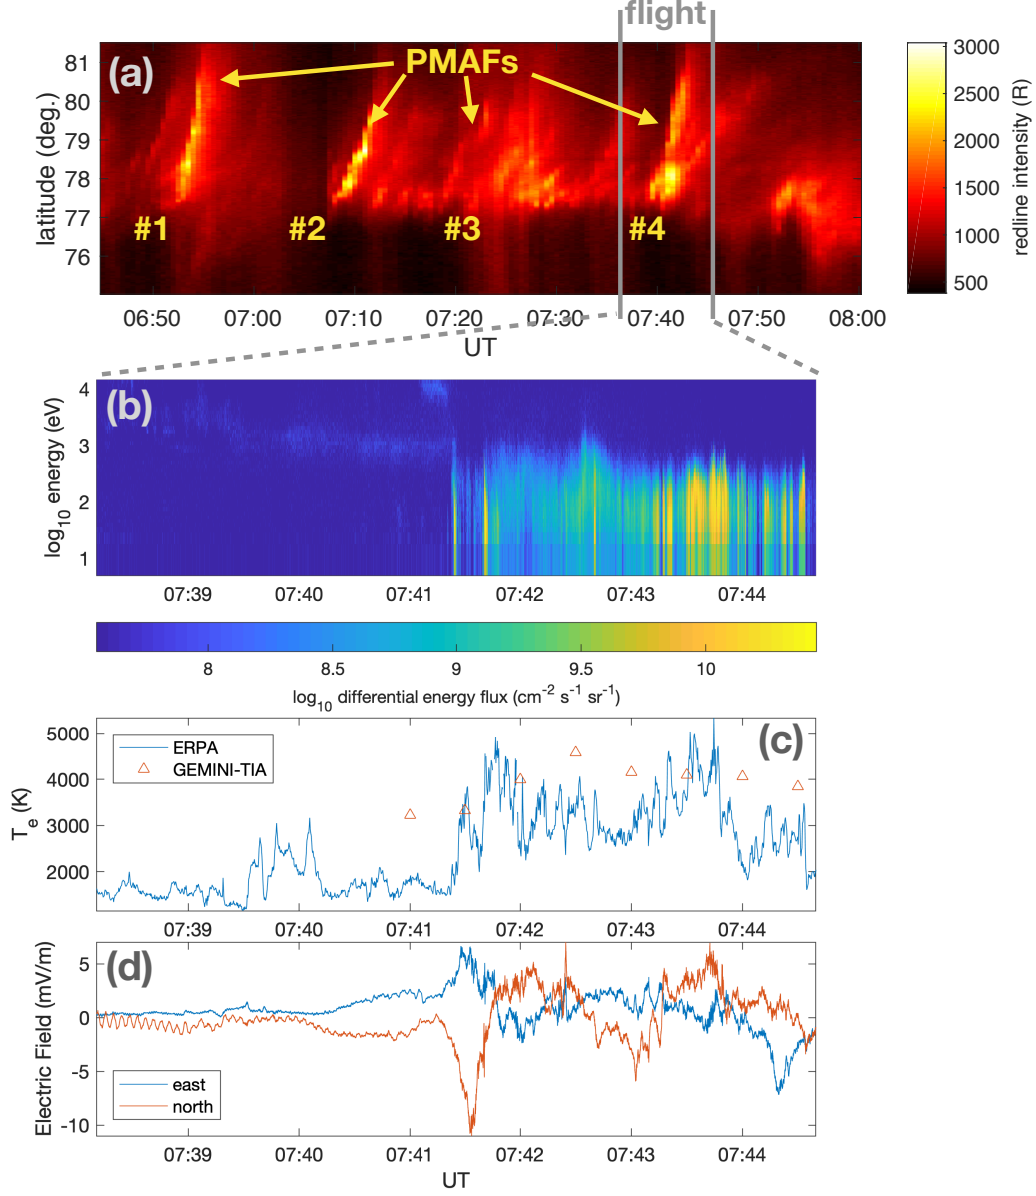 flight
(a)
PMAFs
#1
#2
#3
#4
81
80
79
78
77
76
latitude (deg.)
06:50 07:00 07:10 07:20 07:30 07:40 07:50 08:00
UT
3000
2500
2000
1500
1000
500
redline intensity (R)
(b)
4
3
2
1
log10 energy (eV)
07:39 07:40 07:41 07:42 07:43 07:44
8 8.5 9 9.5 10
log10 differential energy flux (cm-2 s-1 sr-1)
(c)
ERPA
GEMINI-TIA
5000
4000
3000
2000
Te (K)
07:39 07:40 07:41 07:42 07:43 07:44
(d)
5
0
-5
-10
Electric Field (mV/m)
east
north
07:39 07:40 07:41 07:42 07:43 07:44
UT